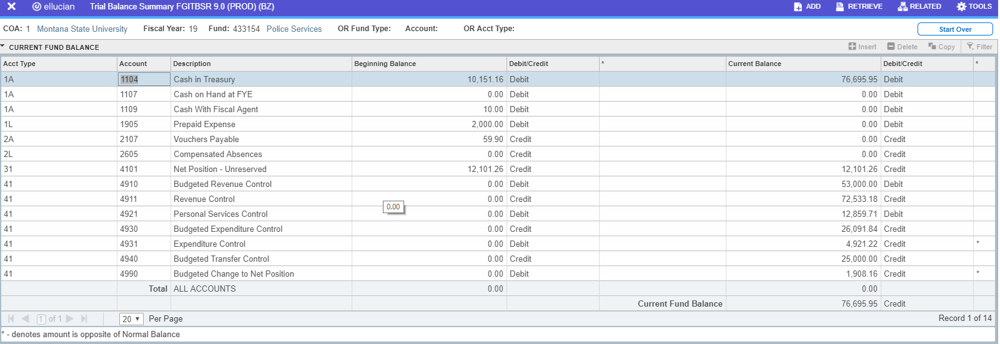 ✕ ellucian Trial Balance Summary FGITBSR 9.0 (PROD) (BZ) ADD RETRIEVE RELATED TOOLS
COA: 1 Montana State University Fiscal Year: 19 Fund: 433154 Police Services OR Fund Type: Account: OR Acct Type: Start Over
CURRENT FUND BALANCE Insert Delete Copy Filter
Acct Type Account Description Beginning Balance Debit/Credit * Current Balance Debit/Credit *
1A 1104 Cash in Treasury 10,151.16 Debit 76,695.95 Debit
1A 1107 Cash on Hand at FYE 0.00 Debit 0.00 Debit
1A 1109 Cash With Fiscal Agent 10.00 Debit 0.00 Debit
1L 1905 Prepaid Expense 2,000.00 Debit 0.00 Debit
2A 2107 Vouchers Payable 59.90 Credit 0.00 Credit
2L 2605 Compensated Absences 0.00 Credit 0.00 Credit
31 4101 Net Position - Unreserved 12,101.26 Credit 12,101.26 Credit
41 4910 Budgeted Revenue Control 0.00 Debit 53,000.00 Debit
41 4911 Revenue Control 0.00 Credit 72,533.18 Credit
0.00
41 4921 Personal Services Control 0.00 Debit 12,859.71 Debit
41 4930 Budgeted Expenditure Control 0.00 Credit 26,091.84 Credit
41 4931 Expenditure Control 0.00 Debit 4,921.22 Credit *
41 4940 Budgeted Transfer Control 0.00 Credit 25,000.00 Credit
41 4990 Budgeted Change to Net Position 0.00 Debit 1,908.16 Credit *
Total ALL ACCOUNTS 0.00 0.00
Current Fund Balance 76,695.95 Credit
1 of 1 20 Per Page Record 1 of 14
* - denotes amount is opposite of Normal Balance